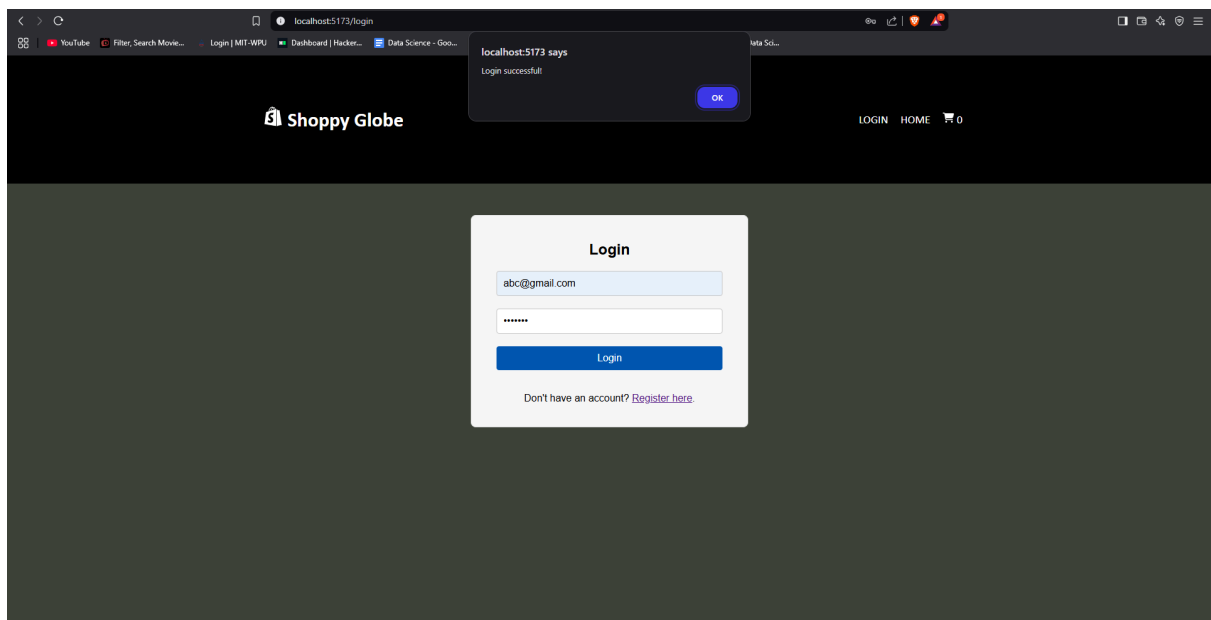 localhost:5173/login
YouTube Filter, Search Movie... Login | MIT-WPU Dashboard | Hacker... Data Science - Goo... Data Sci...
localhost:5173 says
Login successful!
OK
Shoppy Globe
LOGIN HOME 0
Login
abc@gmail.com
•••••••
Login
Don't have an account? Register here.